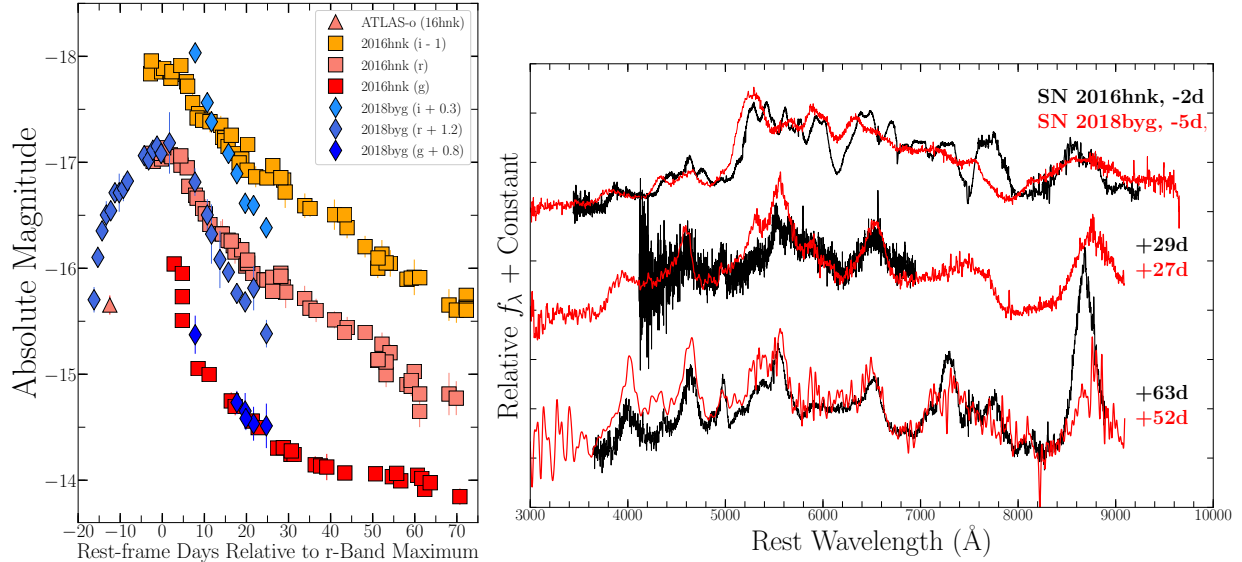 ATLAS-o (16hnk)
2016hnk (i - 1)
2016hnk (r)
2016hnk (g)
2018byg (i + 0.3)
2018byg (r + 1.2)
2018byg (g + 0.8)
Absolute Magnitude
−18
−17
−16
−15
−14
−20 −10 0 10 20 30 40 50 60 70
Rest-frame Days Relative to r-Band Maximum
SN 2016hnk, -2d
SN 2018byg, -5d,
+29d
+27d
+63d
+52d
Relative fλ + Constant
3000 4000 5000 6000 7000 8000 9000 10000
Rest Wavelength (Å)